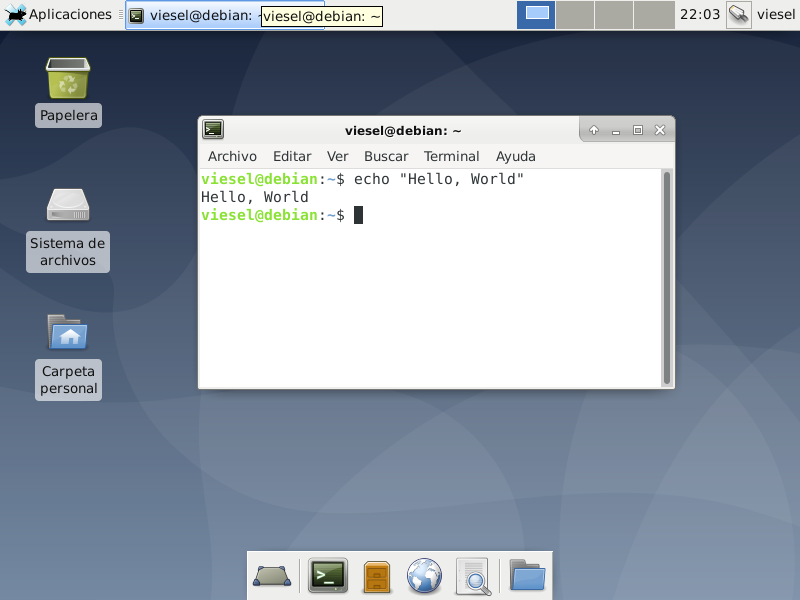 Aplicaciones
viesel@debian:
viesel@debian: ~
22:03
viesel
Papelera
Sistema de
archivos
Carpeta
personal
viesel@debian: ~
Archivo Editar Ver Buscar Terminal Ayuda
viesel@debian:~$ echo "Hello, World"
Hello, World
viesel@debian:~$